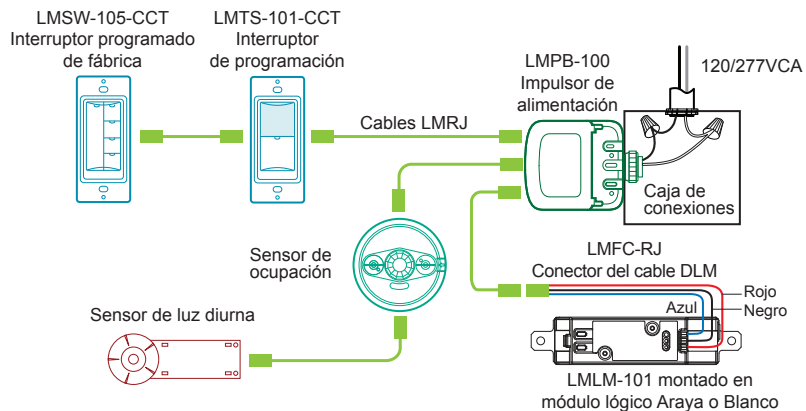 LMSW-105-CCT
Interruptor programado
de fábrica
LMTS-101-CCT
Interruptor
de programación
LMPB-100
Impulsor de
alimentación
120/277VCA
Cables LMRJ
Caja de
conexiones
Sensor de
ocupación
LMFC-RJ
Conector del cable DLM
Rojo
Negro
Azul
Sensor de luz diurna
LMLM-101 montado en
módulo lógico Araya o Blanco